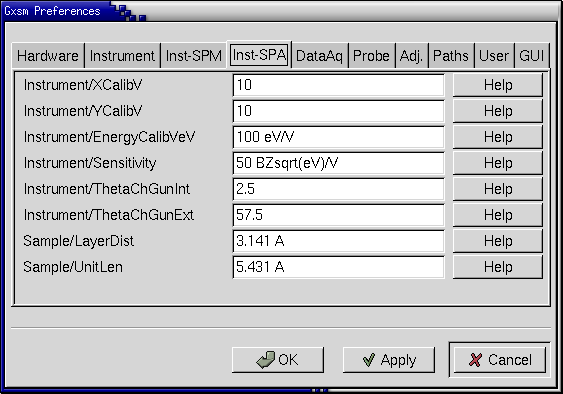 Gxsm Preferences
Hardware Instrument Inst-SPM Inst-SPA DataAq Probe Adj. Paths User GUI
Instrument/XCalibV 10 Help
Instrument/YCalibV 10 Help
Instrument/EnergyCalibVeV 100 eV/V Help
Instrument/Sensitivity 50 BZsqrt(eV)/V Help
Instrument/ThetaChGunInt 2.5 Help
Instrument/ThetaChGunExt 57.5 Help
Sample/LayerDist 3.141 A Help
Sample/UnitLen 5.431 A Help
OK Apply Cancel